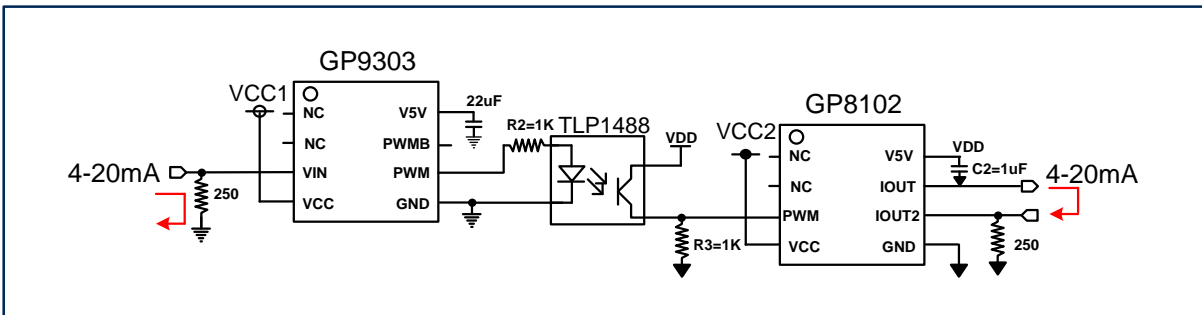 GP9303
VCC1
NC
NC
VIN
VCC
V5V
PWMB
PWM
GND
22uF
4-20mA
250
R2=1K
TLP1488
VDD
R3=1K
GP8102
VCC2
NC
NC
PWM
VCC
V5V
IOUT
IOUT2
GND
VDD
C2=1uF
4-20mA
250